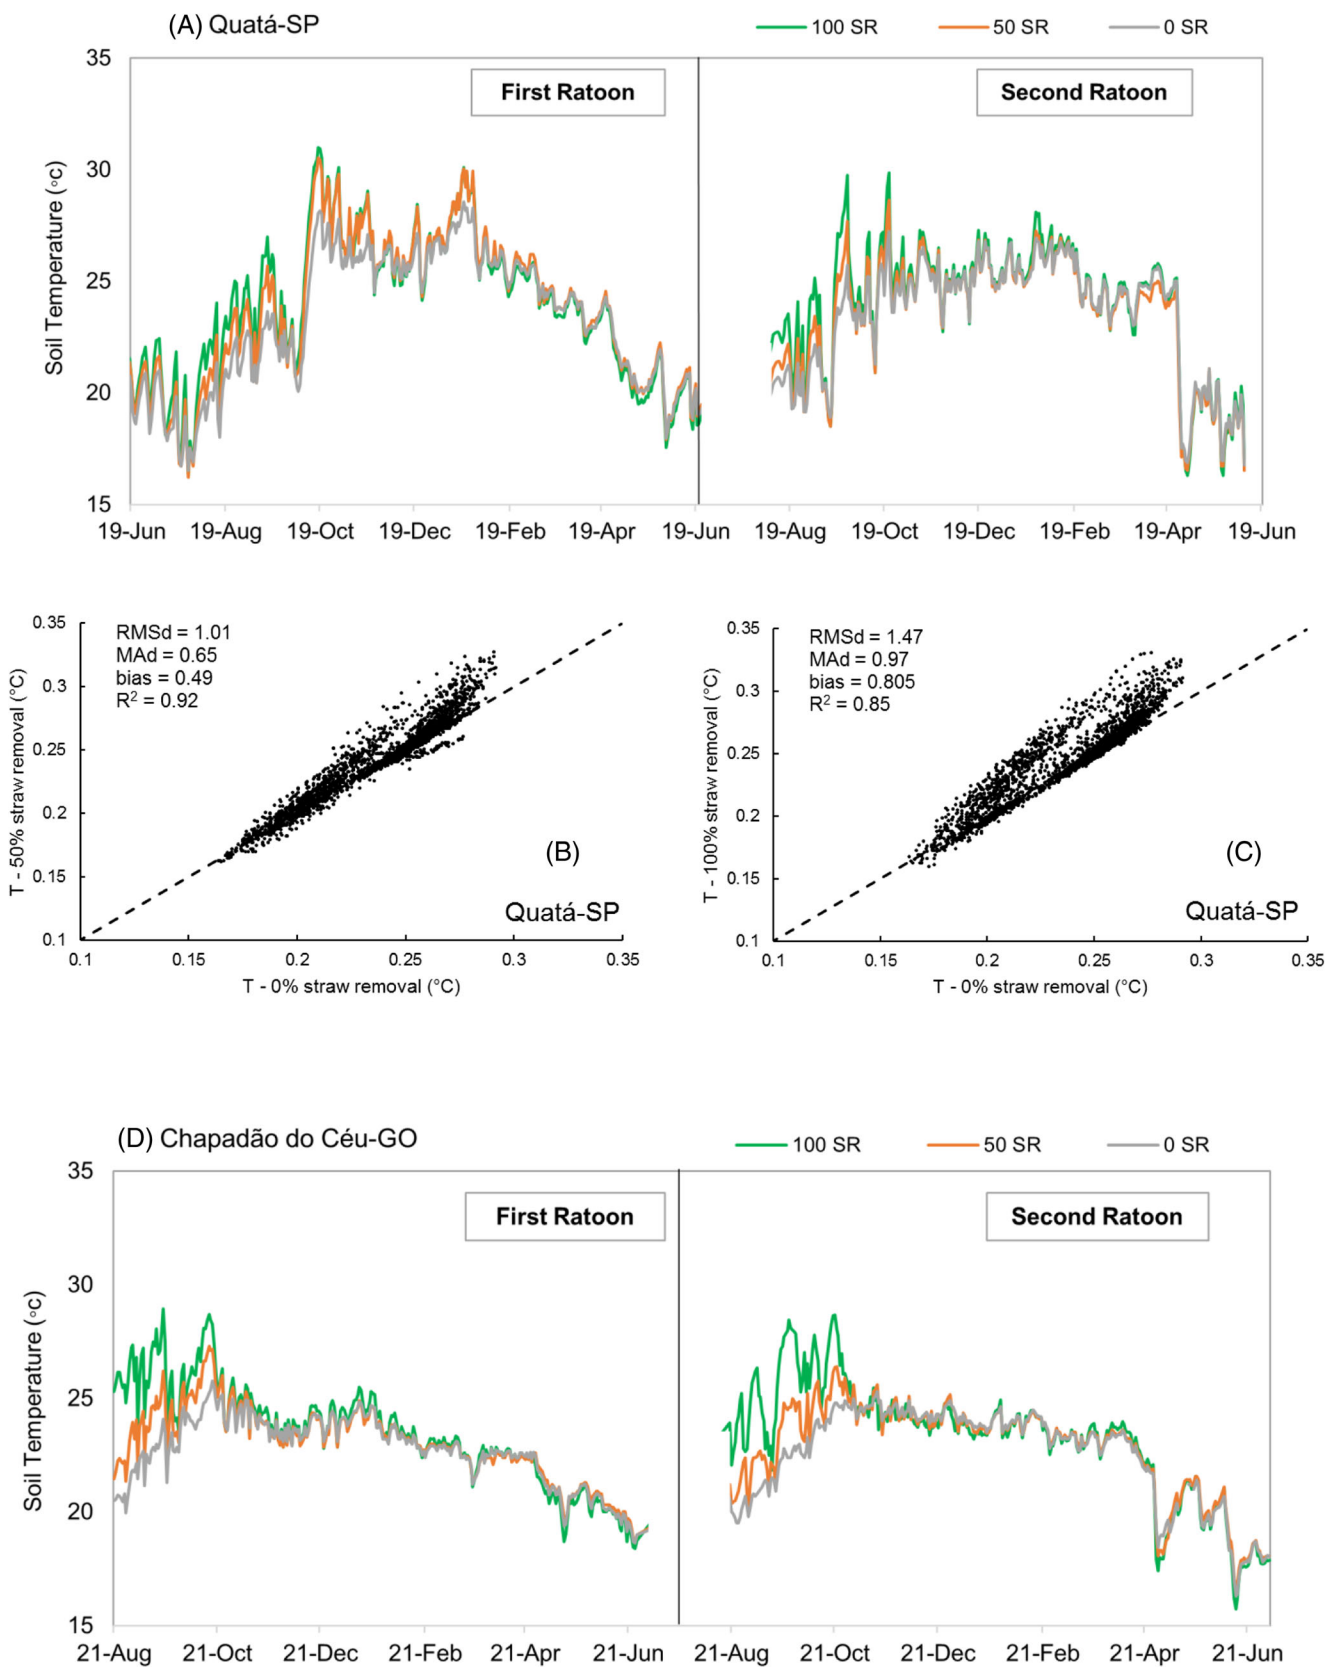 (A) Quatá-SP
100 SR 50 SR 0 SR
First Ratoon Second Ratoon
Soil Temperature (°c)
35
30
25
20
15
19-Jun 19-Aug 19-Oct 19-Dec 19-Feb 19-Apr 19-Jun 19-Aug 19-Oct 19-Dec 19-Feb 19-Apr 19-Jun
RMSd = 1.01
MAd = 0.65
bias = 0.49
R² = 0.92
T - 50% straw removal (°C)
0.35
0.3
0.25
0.2
0.15
0.1
(B)
Quatá-SP
0.1 0.15 0.2 0.25 0.3 0.35
T - 0% straw removal (°C)
RMSd = 1.47
MAd = 0.97
bias = 0.805
R² = 0.85
T - 100% straw removal (°C)
0.35
0.3
0.25
0.2
0.15
0.1
(C)
Quatá-SP
0.1 0.15 0.2 0.25 0.3 0.35
T - 0% straw removal (°C)
(D) Chapadão do Céu-GO
100 SR 50 SR 0 SR
First Ratoon Second Ratoon
Soil Temperature (°c)
35
30
25
20
15
21-Aug 21-Oct 21-Dec 21-Feb 21-Apr 21-Jun 21-Aug 21-Oct 21-Dec 21-Feb 21-Apr 21-Jun